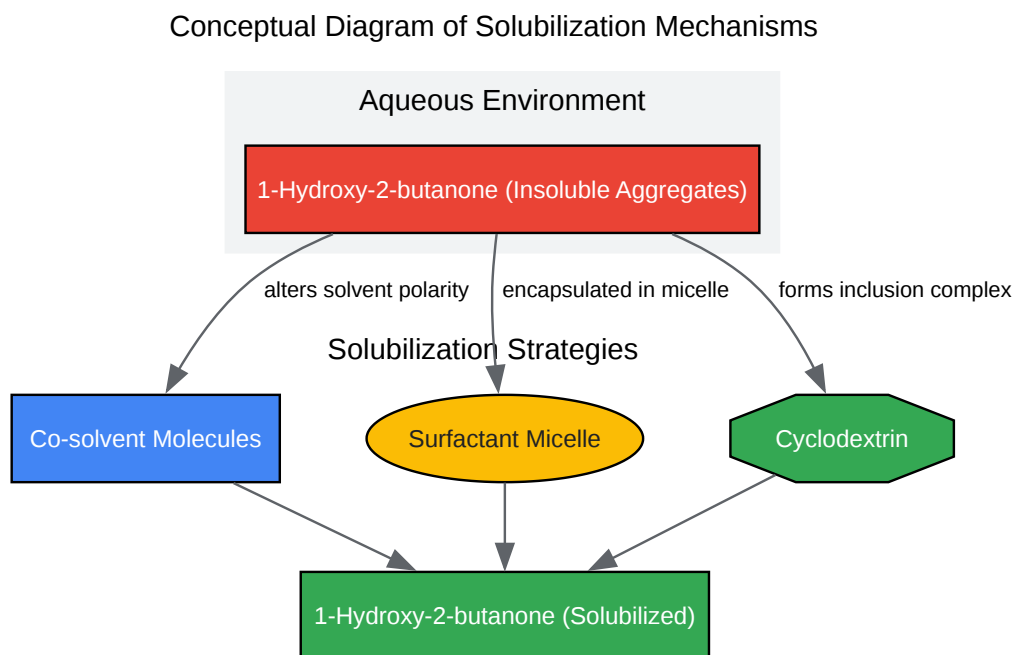 Conceptual Diagram of Solubilization Mechanisms
Aqueous Environment
1-Hydroxy-2-butanone (Insoluble Aggregates)
alters solvent polarity
encapsulated in micelle
forms inclusion complex
Solubilization Strategies
Co-solvent Molecules
Surfactant Micelle
Cyclodextrin
1-Hydroxy-2-butanone (Solubilized)